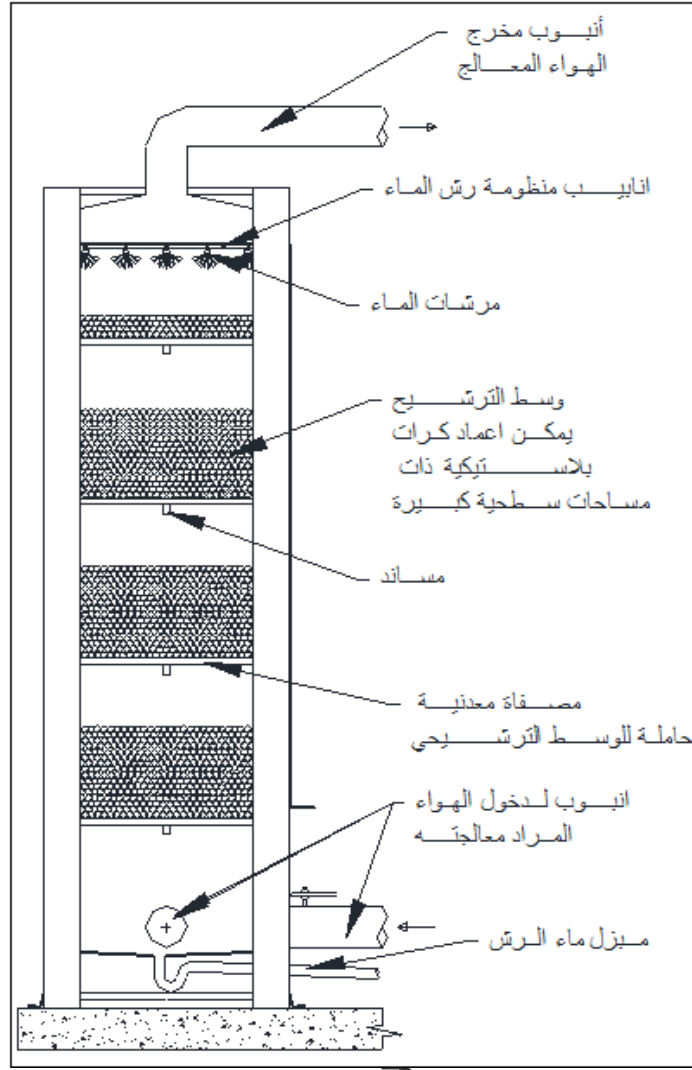 أنبوب مخرج
الهواء المعالج
انابيب منظومة رش الماء
مرشات الماء
وسط الترشيح
يمكن اعماد كرات
بلاستيكية ذات
مساحات سطحية كبيرة
مساند
مصفاة معدنية
حاملة للوسط الترشيحي
انبوب لدخول الهواء
المراد معالجته
مبزل ماء الرش